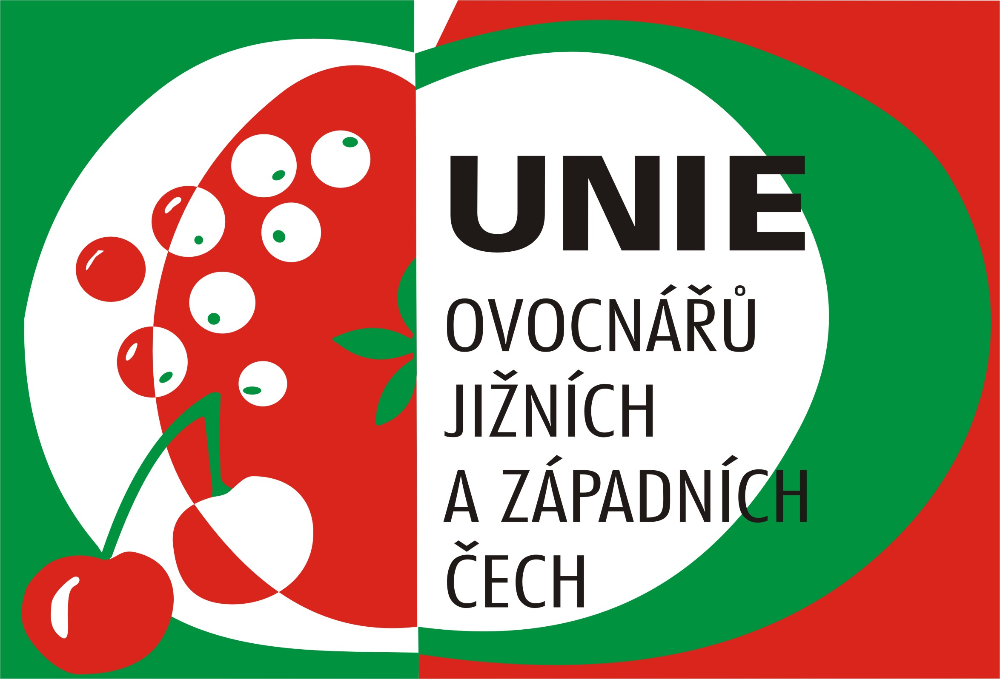 UNIE
OVOCNÁŘŮ
JIŽNÍCH
A ZÁPADNÍCH
ČECH